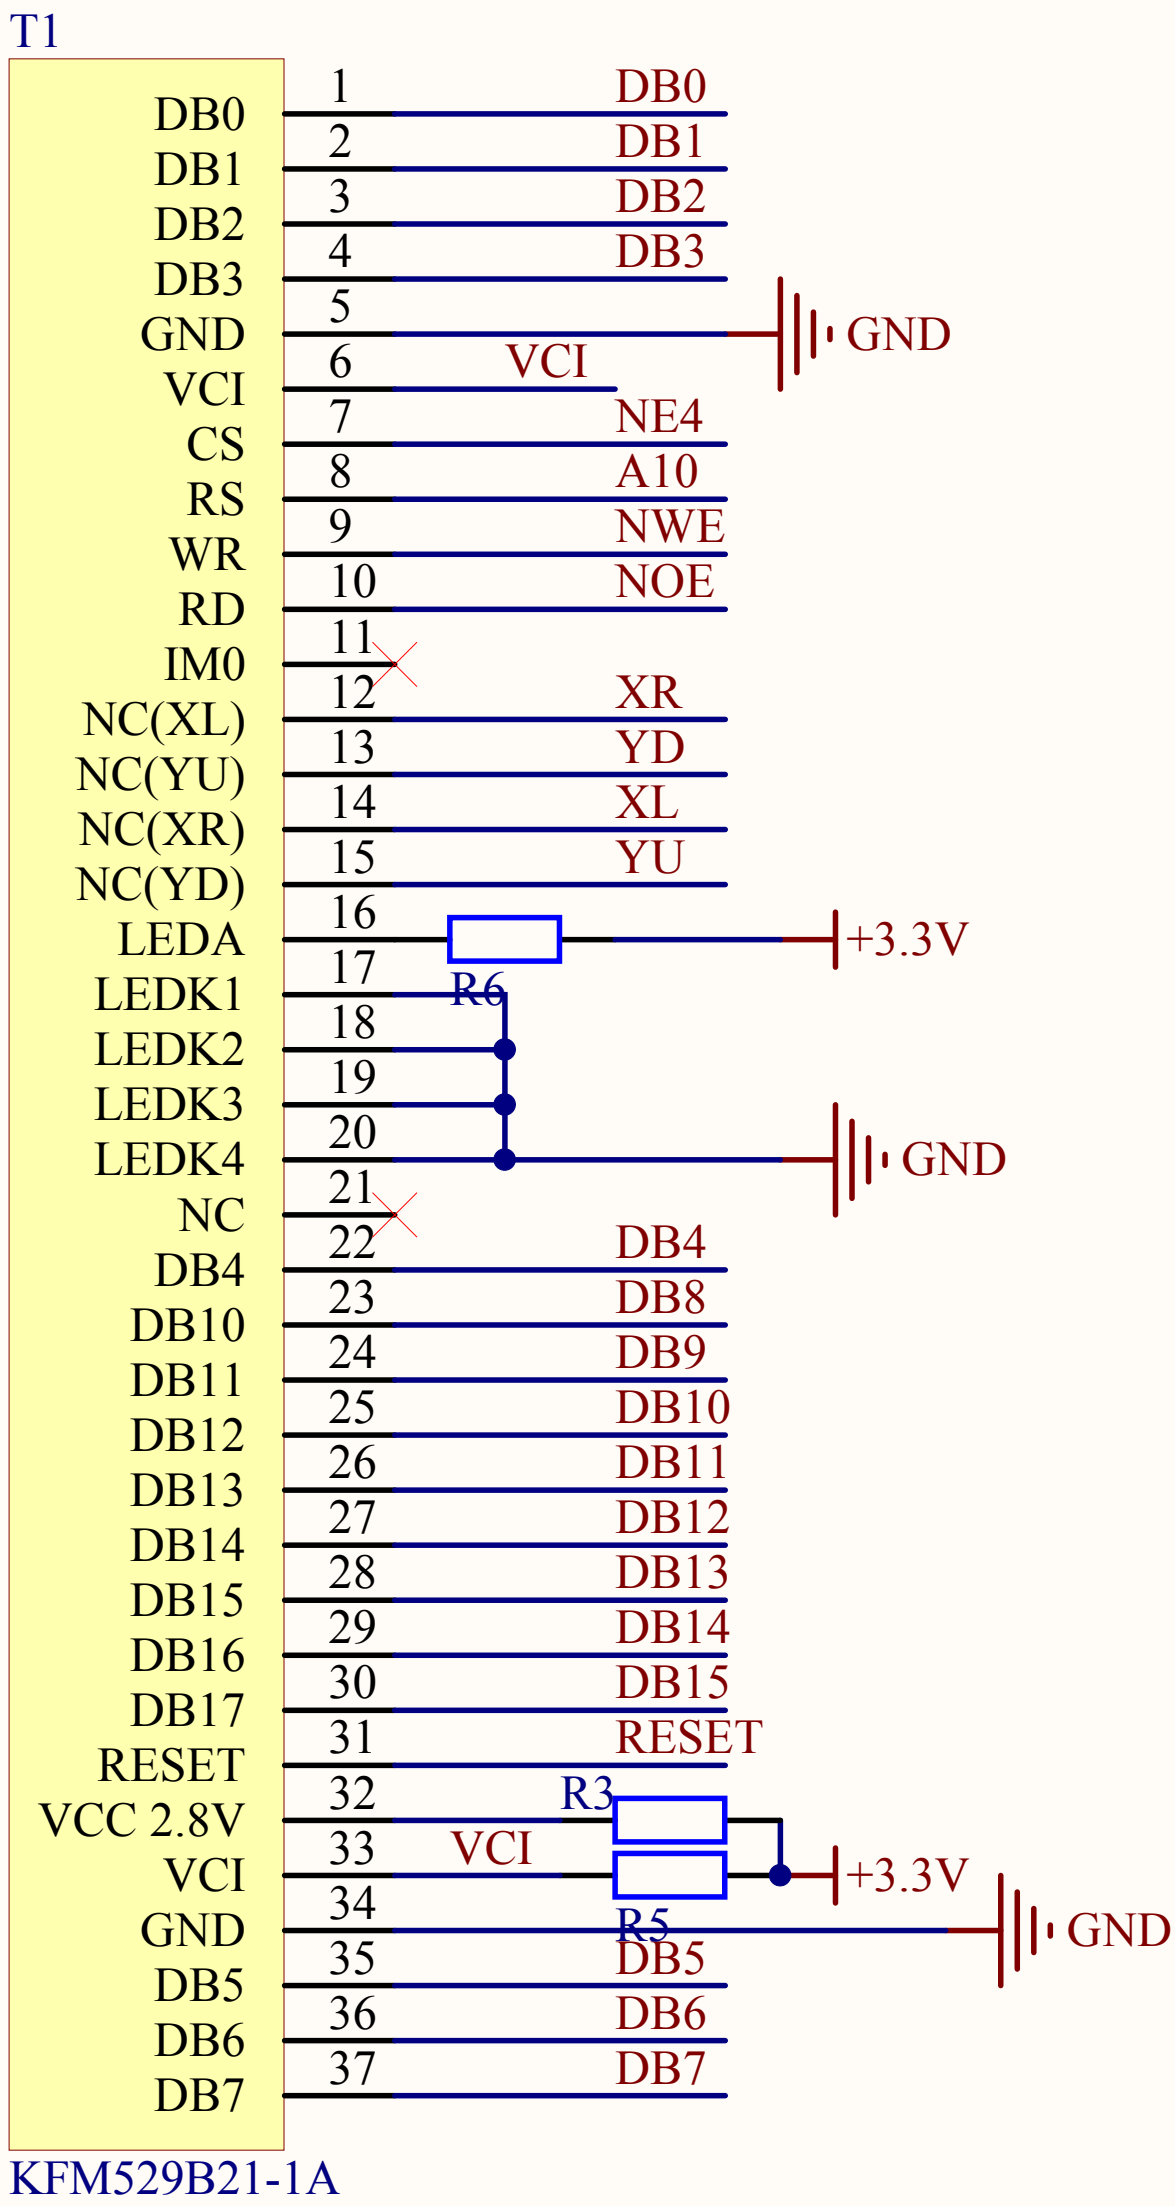 T1
DB0 1 DB0
DB1 2 DB1
DB2 3 DB2
DB3 4 DB3
GND 5 GND
VCI 6 VCI
CS 7 NE4
RS 8 A10
WR 9 NWE
RD 10 NOE
IM0 11
NC(XL) 12 XR
NC(YU) 13 YD
NC(XR) 14 XL
NC(YD) 15 YU
LEDA 16 +3.3V
R6
LEDK1 17
LEDK2 18
LEDK3 19
LEDK4 20 GND
NC 21
DB4 22 DB4
DB10 23 DB8
DB11 24 DB9
DB12 25 DB10
DB13 26 DB11
DB14 27 DB12
DB15 28 DB13
DB16 29 DB14
DB17 30 DB15
RESET 31 RESET
VCC 2.8V 32 R3
VCI 33 VCI +3.3V
GND 34 R5 GND
DB5 35 DB5
DB6 36 DB6
DB7 37 DB7
KFM529B21-1A